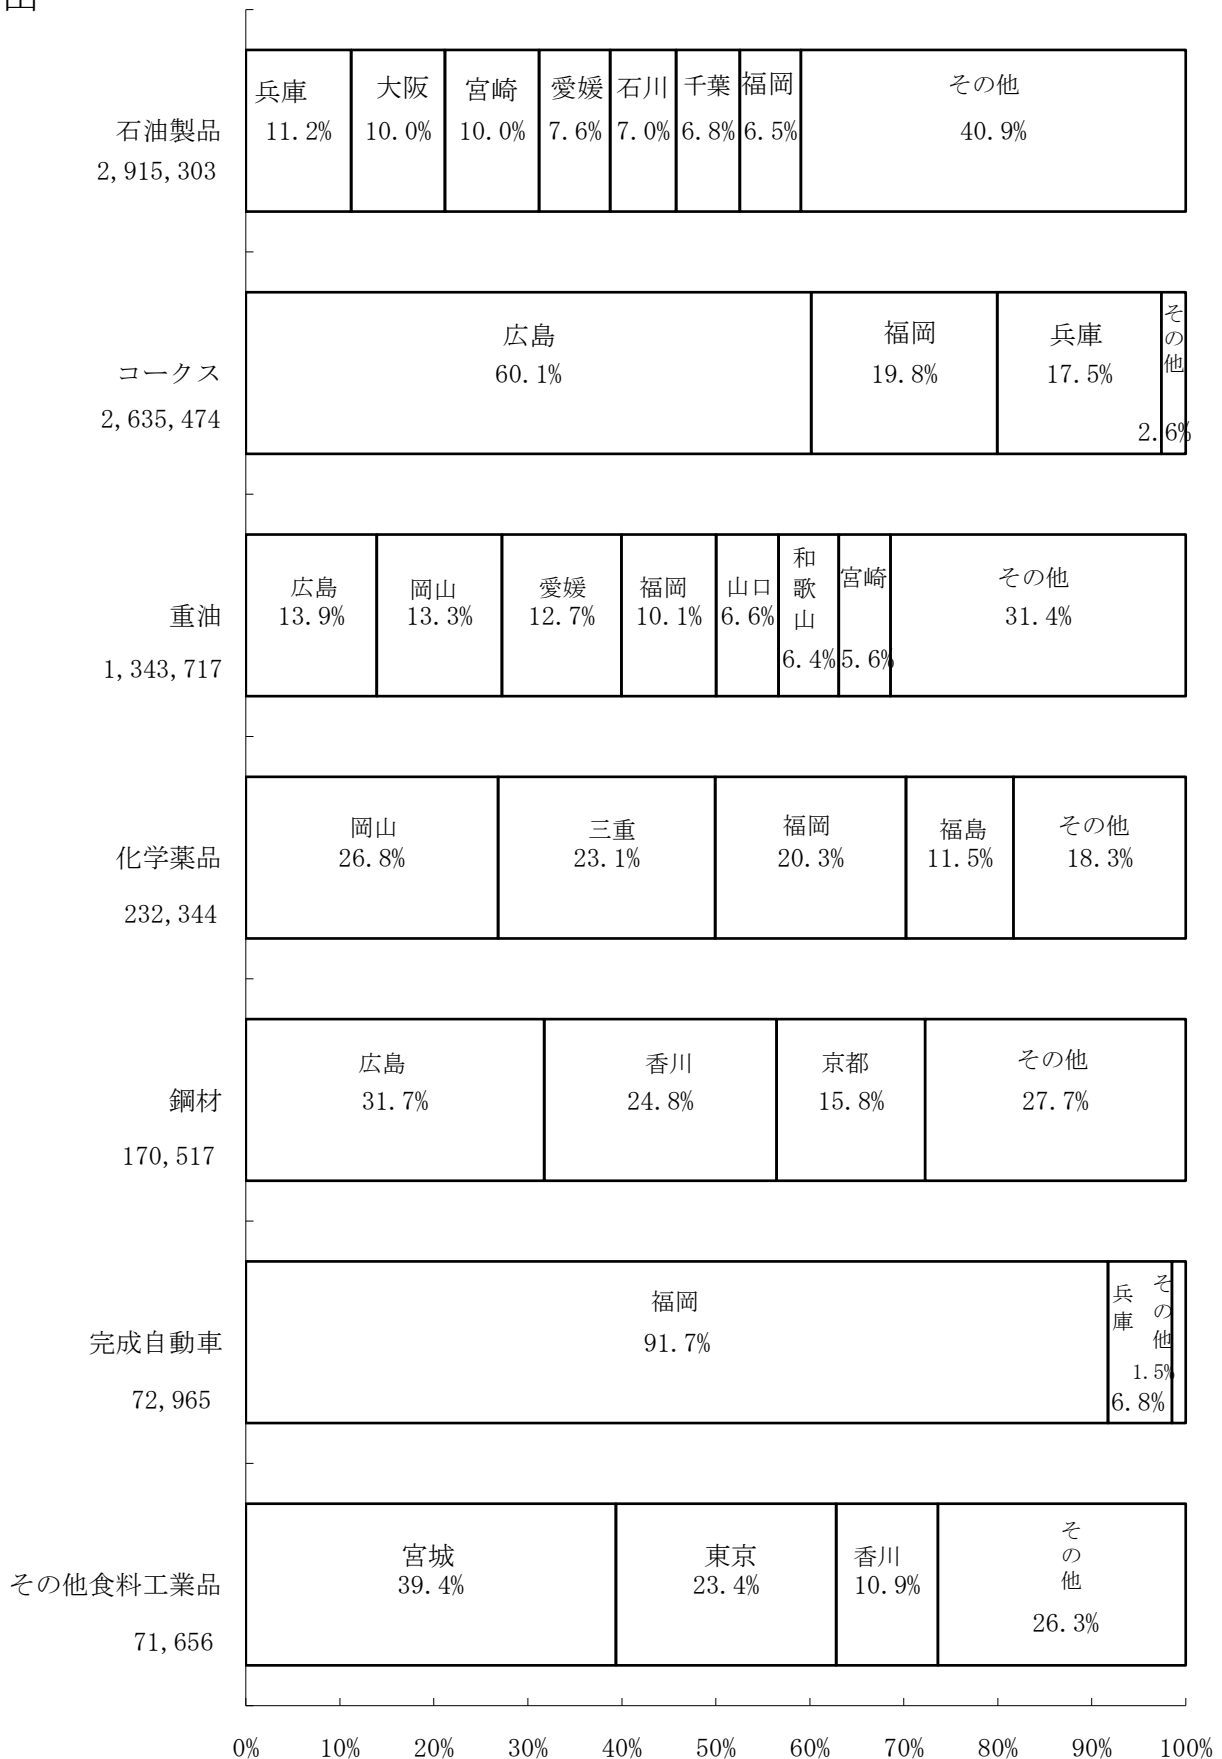 石油製品
2,915,303
兵庫 大阪 宮崎 愛媛 石川 千葉 福岡 その他
11.2% 10.0% 10.0% 7.6% 7.0% 6.8% 6.5% 40.9%
コークス
2,635,474
広島 福岡 兵庫 その他
60.1% 19.8% 17.5% 2.6%
重油
1,343,717
広島 岡山 愛媛 福岡 山口 和歌山 宮崎 その他
13.9% 13.3% 12.7% 10.1% 6.6% 6.4% 5.6% 31.4%
化学薬品
232,344
岡山 三重 福岡 福島 その他
26.8% 23.1% 20.3% 11.5% 18.3%
鋼材
170,517
広島 香川 京都 その他
31.7% 24.8% 15.8% 27.7%
完成自動車
72,965
福岡 兵庫 その他
91.7% 6.8% 1.5%
その他食料工業品
71,656
宮城 東京 香川 その他
39.4% 23.4% 10.9% 26.3%
0% 10% 20% 30% 40% 50% 60% 70% 80% 90% 100%